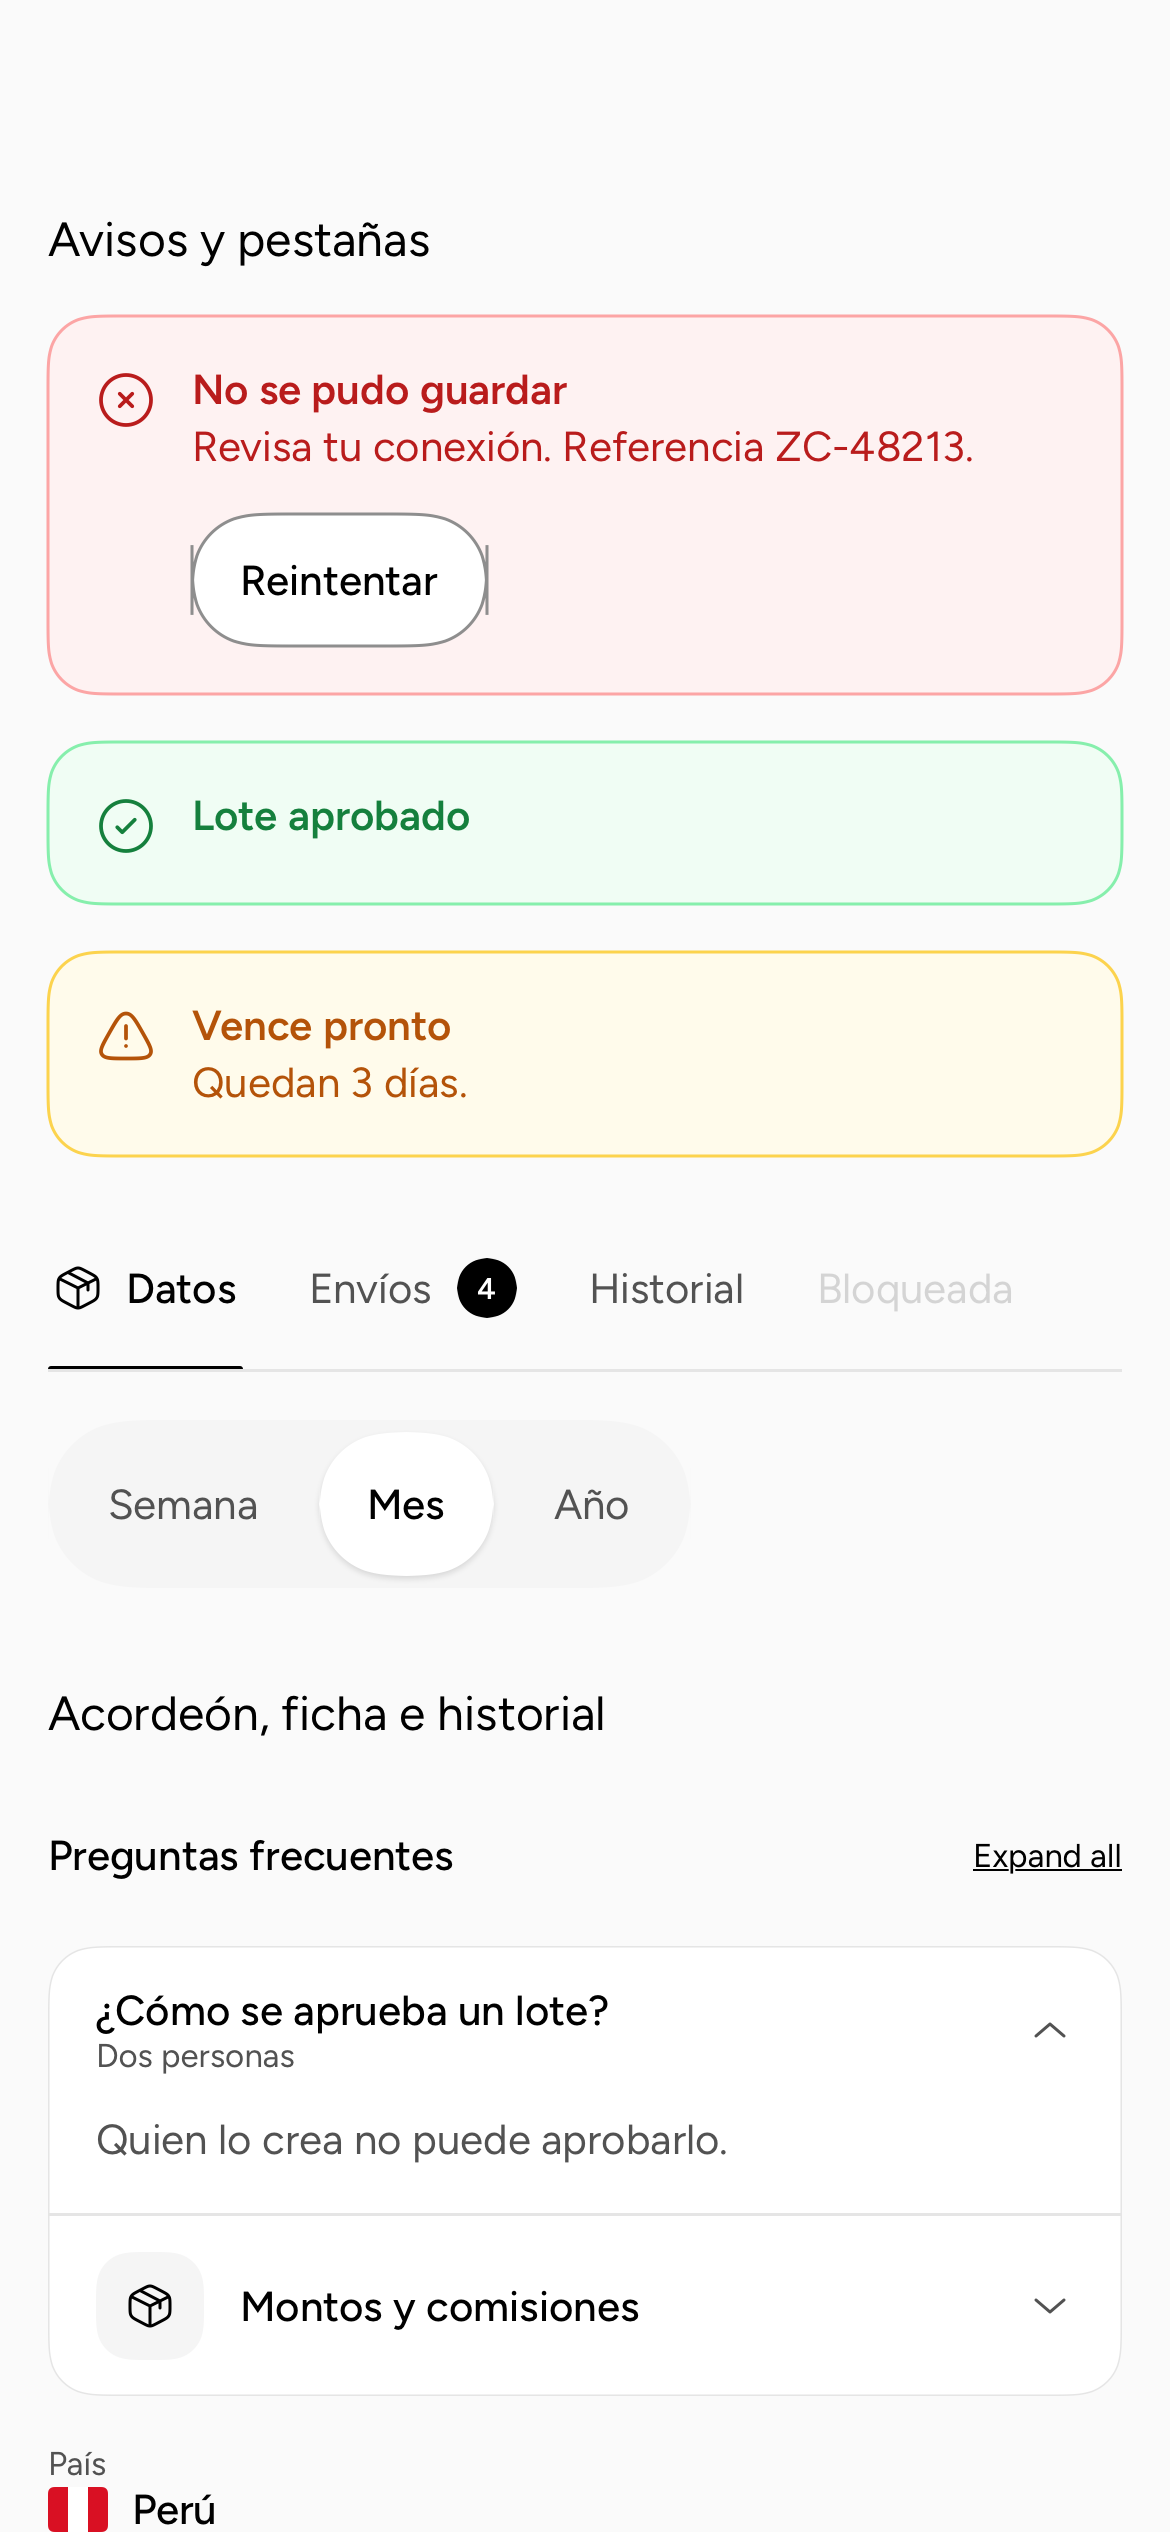 Avisos y pestañas
No se pudo guardar
Revisa tu conexión. Referencia ZC-48213.
Reintentar
Lote aprobado
Vence pronto
Quedan 3 días.
Datos Envíos 4 Historial Bloqueada
Semana Mes Año
Acordeón, ficha e historial
Preguntas frecuentes Expand all
¿Cómo se aprueba un lote?
Dos personas
Quien lo crea no puede aprobarlo.
Montos y comisiones
País
Perú